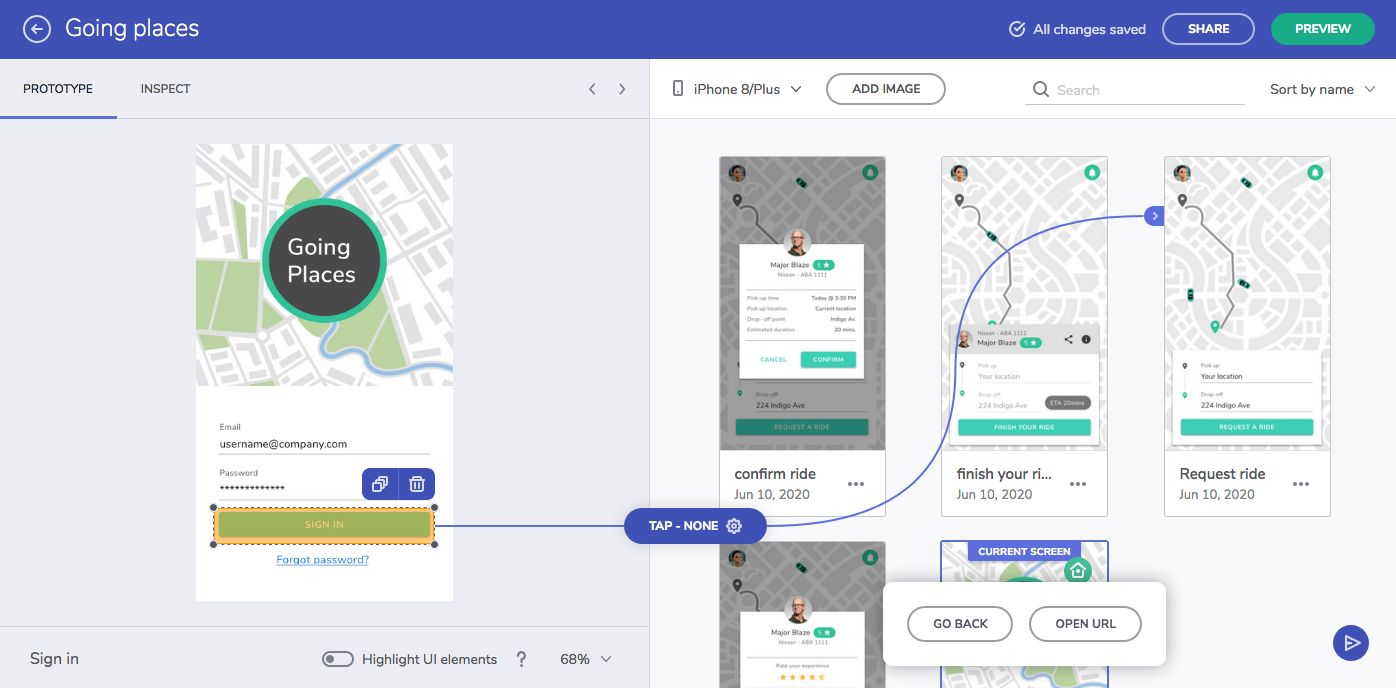 Going places
All changes saved
SHARE
PREVIEW
PROTOTYPE
INSPECT
iPhone 8/Plus
ADD IMAGE
Search
Sort by name
Going
Places
Email
username@company.com
Password
*************
SIGN IN
Forgot password?
Sign in
Highlight UI elements
?
68%
TAP - NONE
Major Blaze 5 ★
Nissan - ABA 1111
Pick-up time Today @ 3:30 PM
Pick up location Current location
Drop- off point Indigo Av.
Estimated duration 20 mins.
CANCEL
CONFIRM
Drop-off
224 Indigo Ave
REQUEST A RIDE
confirm ride
Jun 10, 2020
Nissan - ABA 1111
Major Blaze 5 ★
Pick up
Your location
Drop-off
224 Indigo Ave
ETA 20mins
FINISH YOUR RIDE
finish your ri...
Jun 10, 2020
Pick up
Your location
Drop-off
224 Indigo Ave
REQUEST A RIDE
Request ride
Jun 10, 2020
Major Blaze 5 ★
Nissan - ABA 1111
Rate your experience
CURRENT SCREEN
GO BACK
OPEN URL